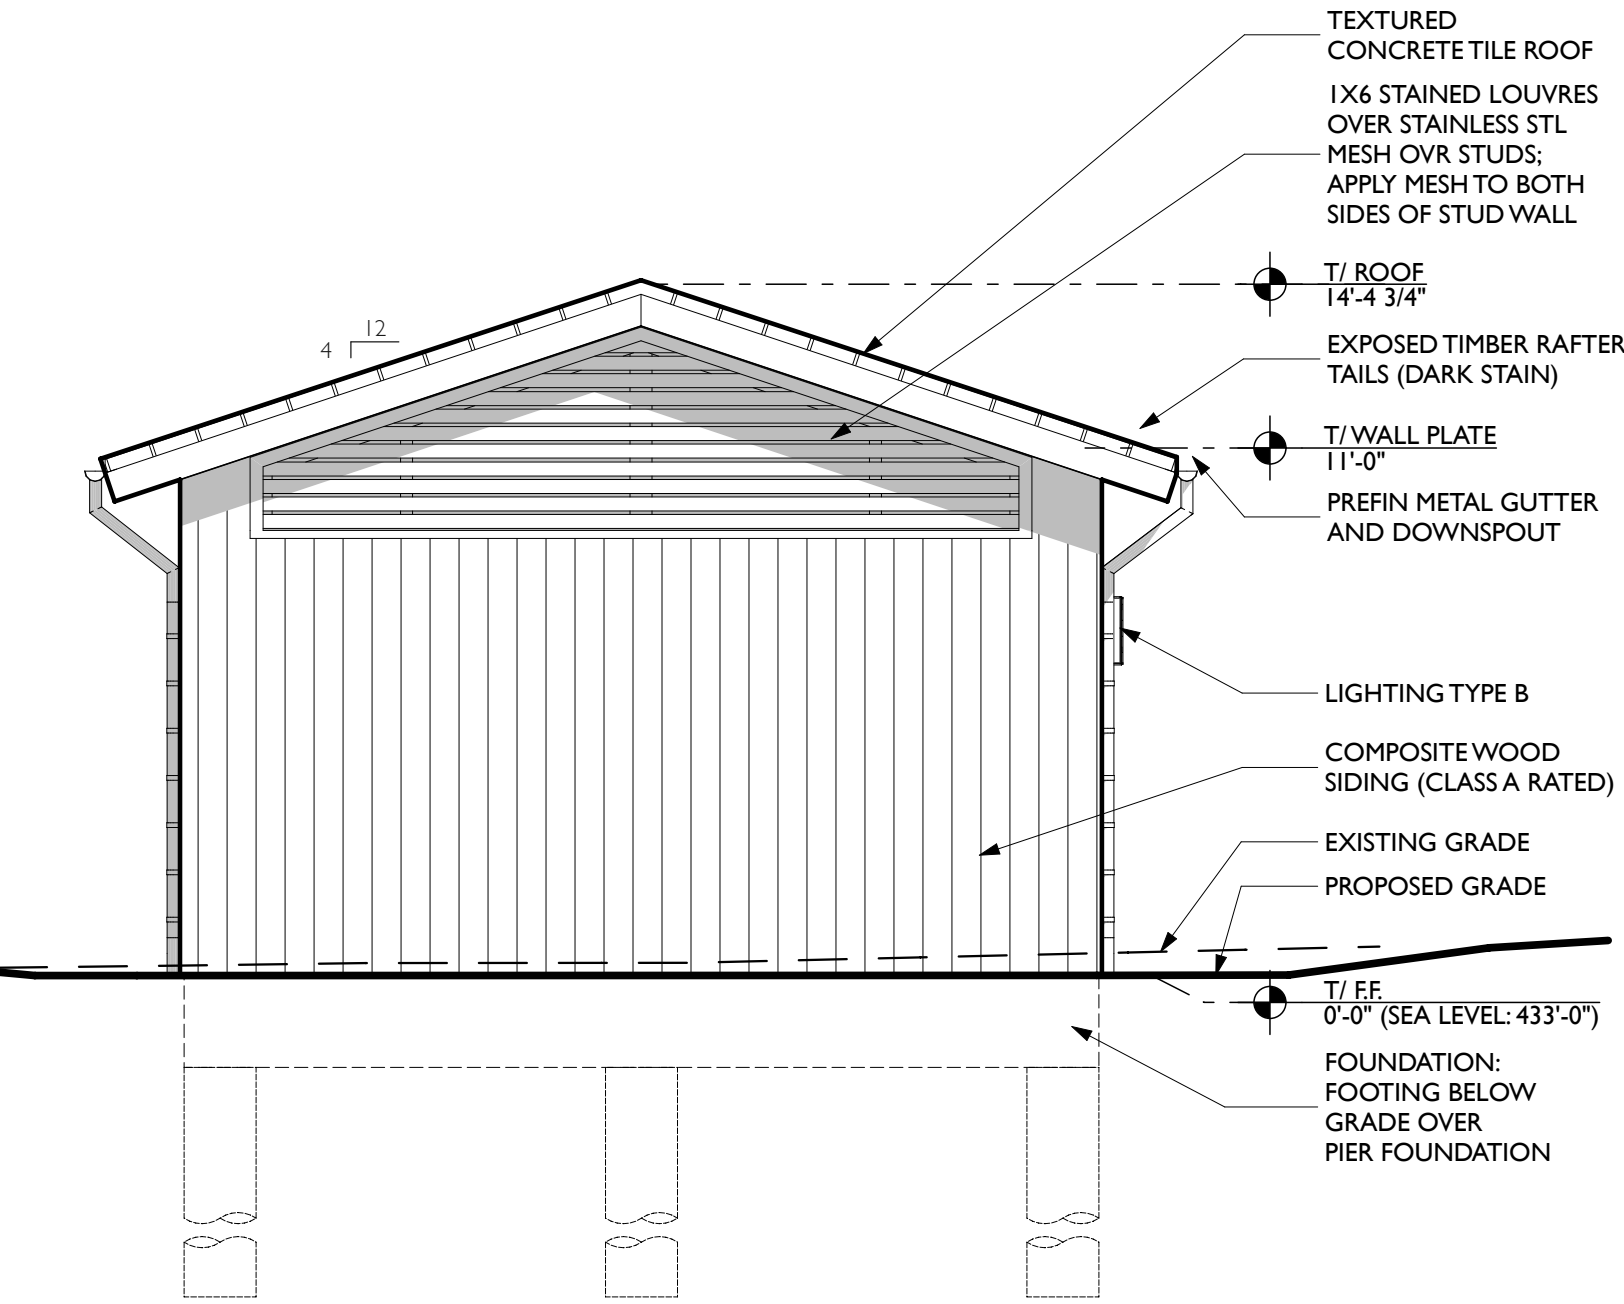 TEXTURED
CONCRETE TILE ROOF
1X6 STAINED LOUVRES
OVER STAINLESS STL
MESH OVR STUDS;
APPLY MESH TO BOTH
SIDES OF STUD WALL
T/ ROOF
14'-4 3/4"
12
4
EXPOSED TIMBER RAFTER
TAILS (DARK STAIN)
T/ WALL PLATE
11'-0"
PREFIN METAL GUTTER
AND DOWNSPOUT
LIGHTING TYPE B
COMPOSITE WOOD
SIDING (CLASS A RATED)
EXISTING GRADE
PROPOSED GRADE
T/ F.F.
0'-0" (SEA LEVEL: 433'-0")
FOUNDATION:
FOOTING BELOW
GRADE OVER
PIER FOUNDATION